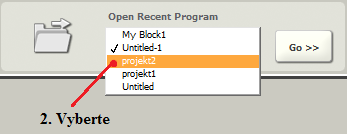 Open Recent Program
My Block1
Untitled-1
projekt2
projekt1
Untitled
Go >>
2. Vyberte